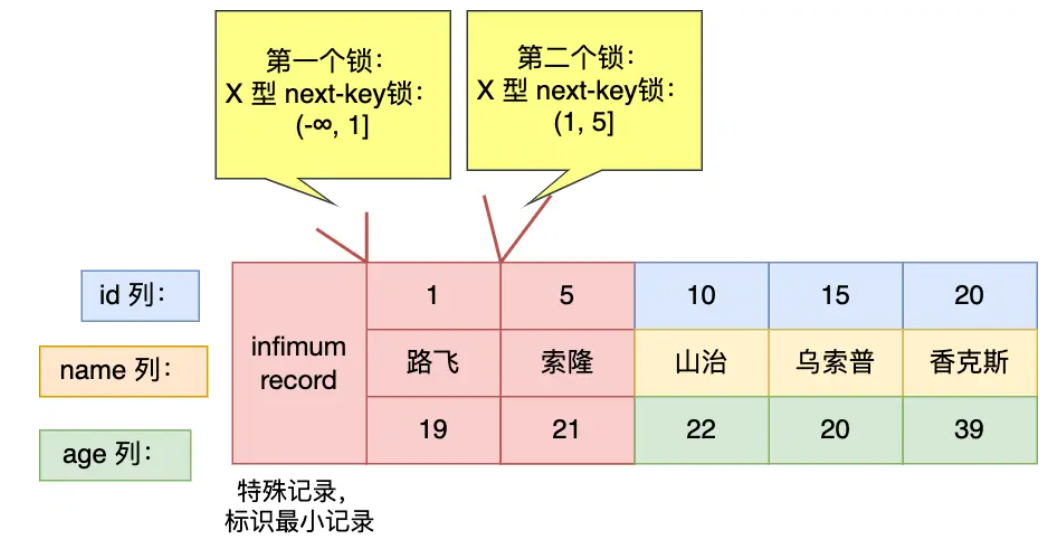 第一个锁：
X 型 next-key锁：
(-∞, 1]
第二个锁：
X 型 next-key锁：
(1, 5]
id 列：
1
5
10
15
20
infimum
record
name 列：
路飞
索隆
山治
乌索普
香克斯
age 列：
19
21
22
20
39
特殊记录，
标识最小记录